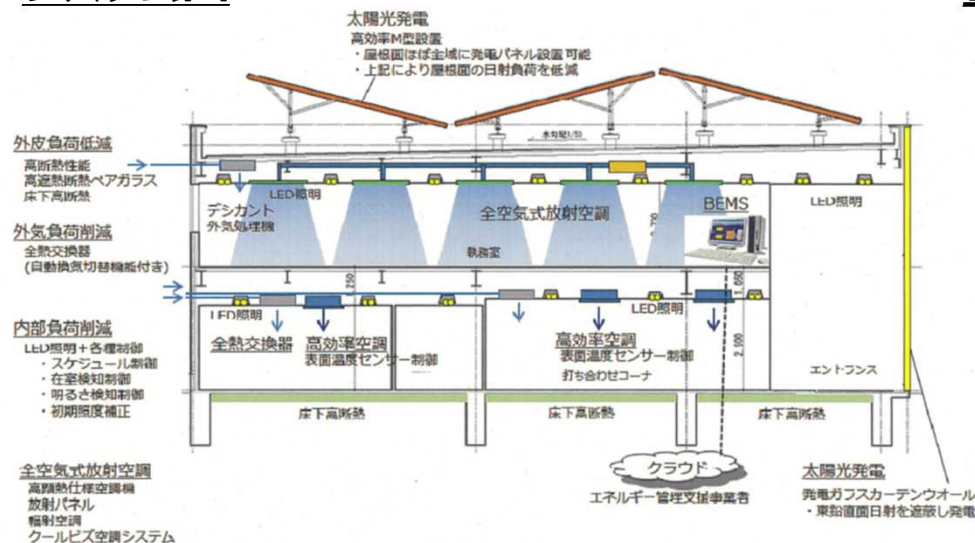 太陽光発電
高効率M型設置
・屋根面ほぼ全域に発電パネル設置可能
・上記により屋根面の日射負荷を低減
水勾配1/50
外皮負荷低減
高断熱性能
高遮熱断熱ペアガラス
床下高断熱
外気負荷削減
全熱交換器
(自動換気切替機能付き)
内部負荷削減
LED照明+各種制御
・スケジュール制御
・在室検知制御
・明るさ検知制御
・初期照度補正
全空気式放射空調
高顕熱仕様空調機
放射パネル
輻射空調
クールビズ空調システム
LED照明
デシカント
外気処理機
全空気式放射空調
執務室
2,700
BEMS
LED照明
250
1,050
LED照明
全熱交換器
高効率空調
表面温度センサー制御
LED照明
高効率空調
表面温度センサー制御
打ち合わせコーナ
エントランス
床下高断熱
床下高断熱
床下高断熱
クラウド
エネルギー管理支援事業者
太陽光発電
発電ガラスカーテンウオール
・東鉛直面日射を遮蔽し発電